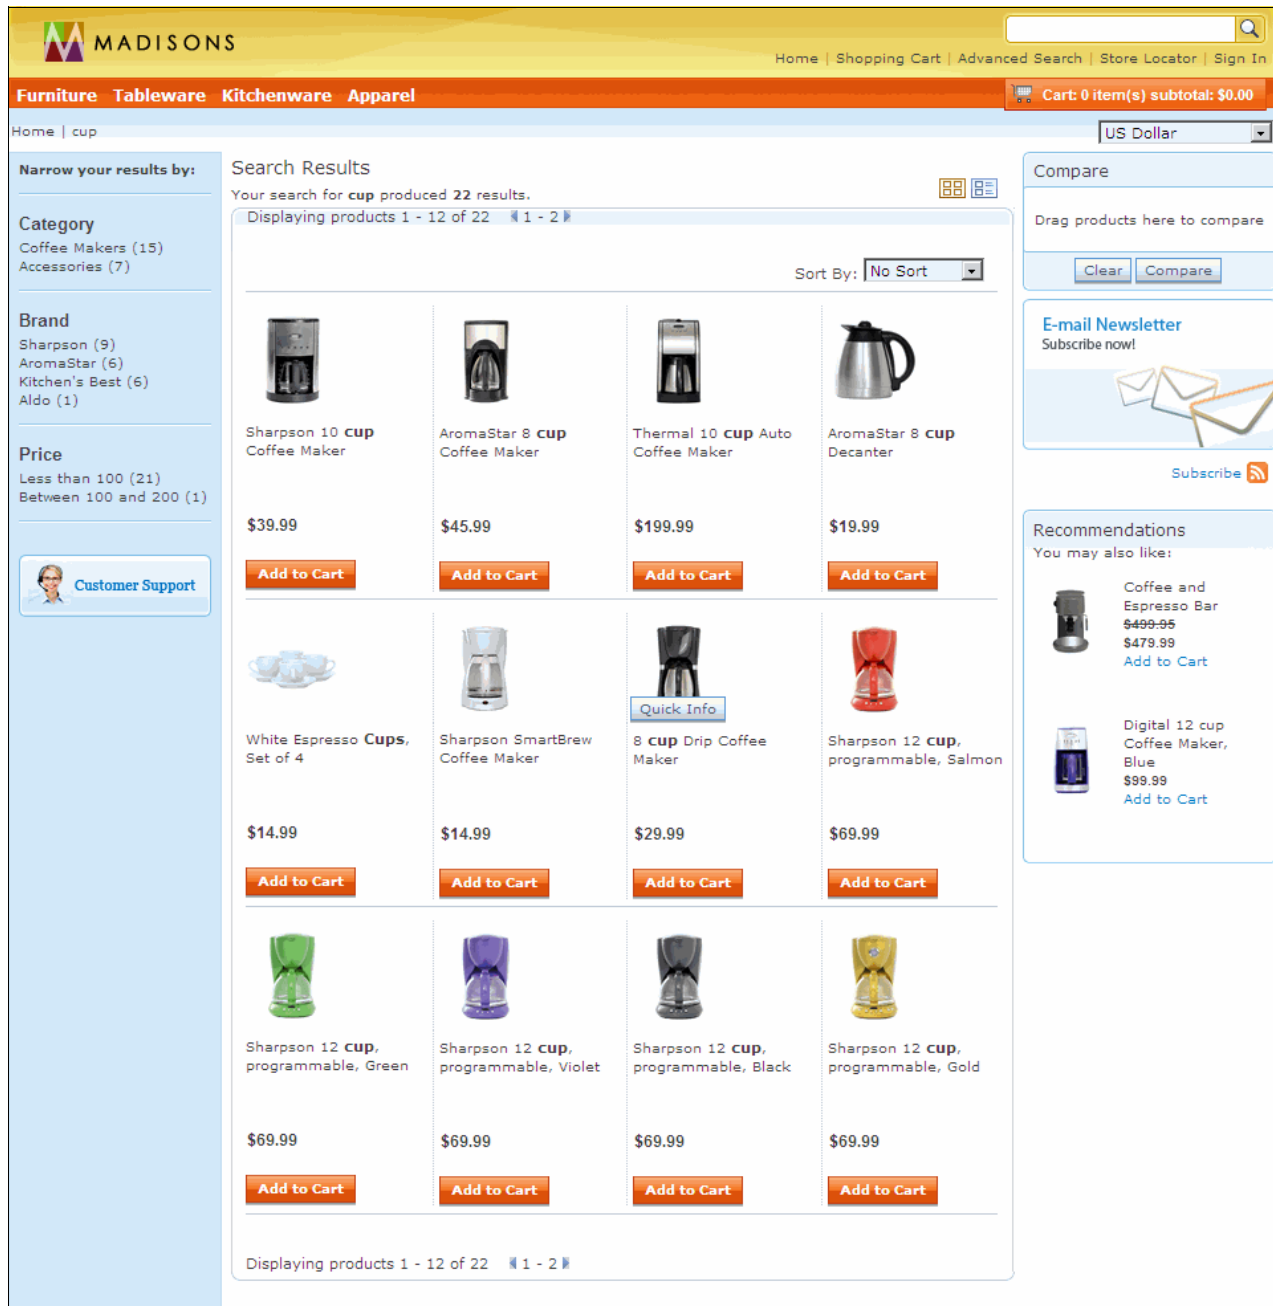 MADISONS
Home | Shopping Cart | Advanced Search | Store Locator | Sign In
Furniture Tableware Kitchenware Apparel
Cart: 0 item(s) subtotal: $0.00
Home | cup
US Dollar
Narrow your results by:
Category
Coffee Makers (15)
Accessories (7)
Brand
Sharpson (9)
AromaStar (6)
Kitchen's Best (6)
Aldo (1)
Price
Less than 100 (21)
Between 100 and 200 (1)
Customer Support
Search Results
Your search for cup produced 22 results.
Displaying products 1 - 12 of 22 1 - 2
Sort By: No Sort
Sharpson 10 cup
Coffee Maker
$39.99
Add to Cart
AromaStar 8 cup
Coffee Maker
$45.99
Add to Cart
Thermal 10 cup Auto
Coffee Maker
$199.99
Add to Cart
AromaStar 8 cup
Decanter
$19.99
Add to Cart
White Espresso Cups,
Set of 4
$14.99
Add to Cart
Sharpson SmartBrew
Coffee Maker
$14.99
Add to Cart
Quick Info
8 cup Drip Coffee
Maker
$29.99
Add to Cart
Sharpson 12 cup,
programmable, Salmon
$69.99
Add to Cart
Sharpson 12 cup,
programmable, Green
$69.99
Add to Cart
Sharpson 12 cup,
programmable, Violet
$69.99
Add to Cart
Sharpson 12 cup,
programmable, Black
$69.99
Add to Cart
Sharpson 12 cup,
programmable, Gold
$69.99
Add to Cart
Displaying products 1 - 12 of 22 1 - 2
Compare
Drag products here to compare
Clear Compare
E-mail Newsletter
Subscribe now!
Subscribe
Recommendations
You may also like:
Coffee and
Espresso Bar
$499.95
$479.99
Add to Cart
Digital 12 cup
Coffee Maker,
Blue
$99.99
Add to Cart